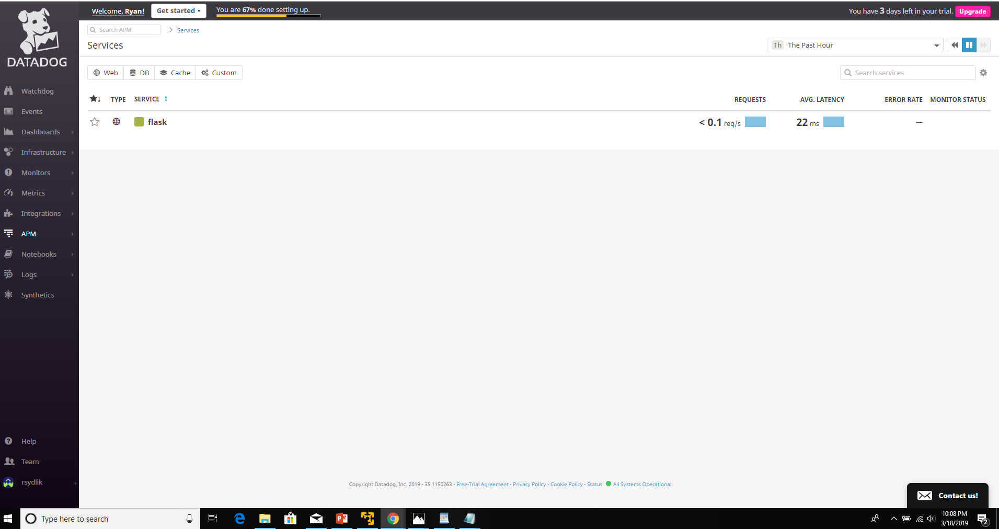 Welcome, Ryan!
Get started ▾
You are 67% done setting up.
You have 3 days left in your trial.
Upgrade
DATADOG
Search APM
Services
Services
1h The Past Hour
Web
DB
Cache
Custom
Search services
TYPE SERVICE ↑ REQUESTS AVG. LATENCY ERROR RATE MONITOR STATUS
flask < 0.1 req/s 22 ms —
Watchdog
Events
Dashboards
Infrastructure
Monitors
Metrics
Integrations
APM
Notebooks
Logs
Synthetics
Help
Team
rsydlik
Copyright Datadog, Inc. 2019 - 35.1150263 - Free-Trial Agreement - Privacy Policy - Cookie Policy - Status All Systems Operational
Contact us!
Type here to search
10:08 PM
3/18/2019
2